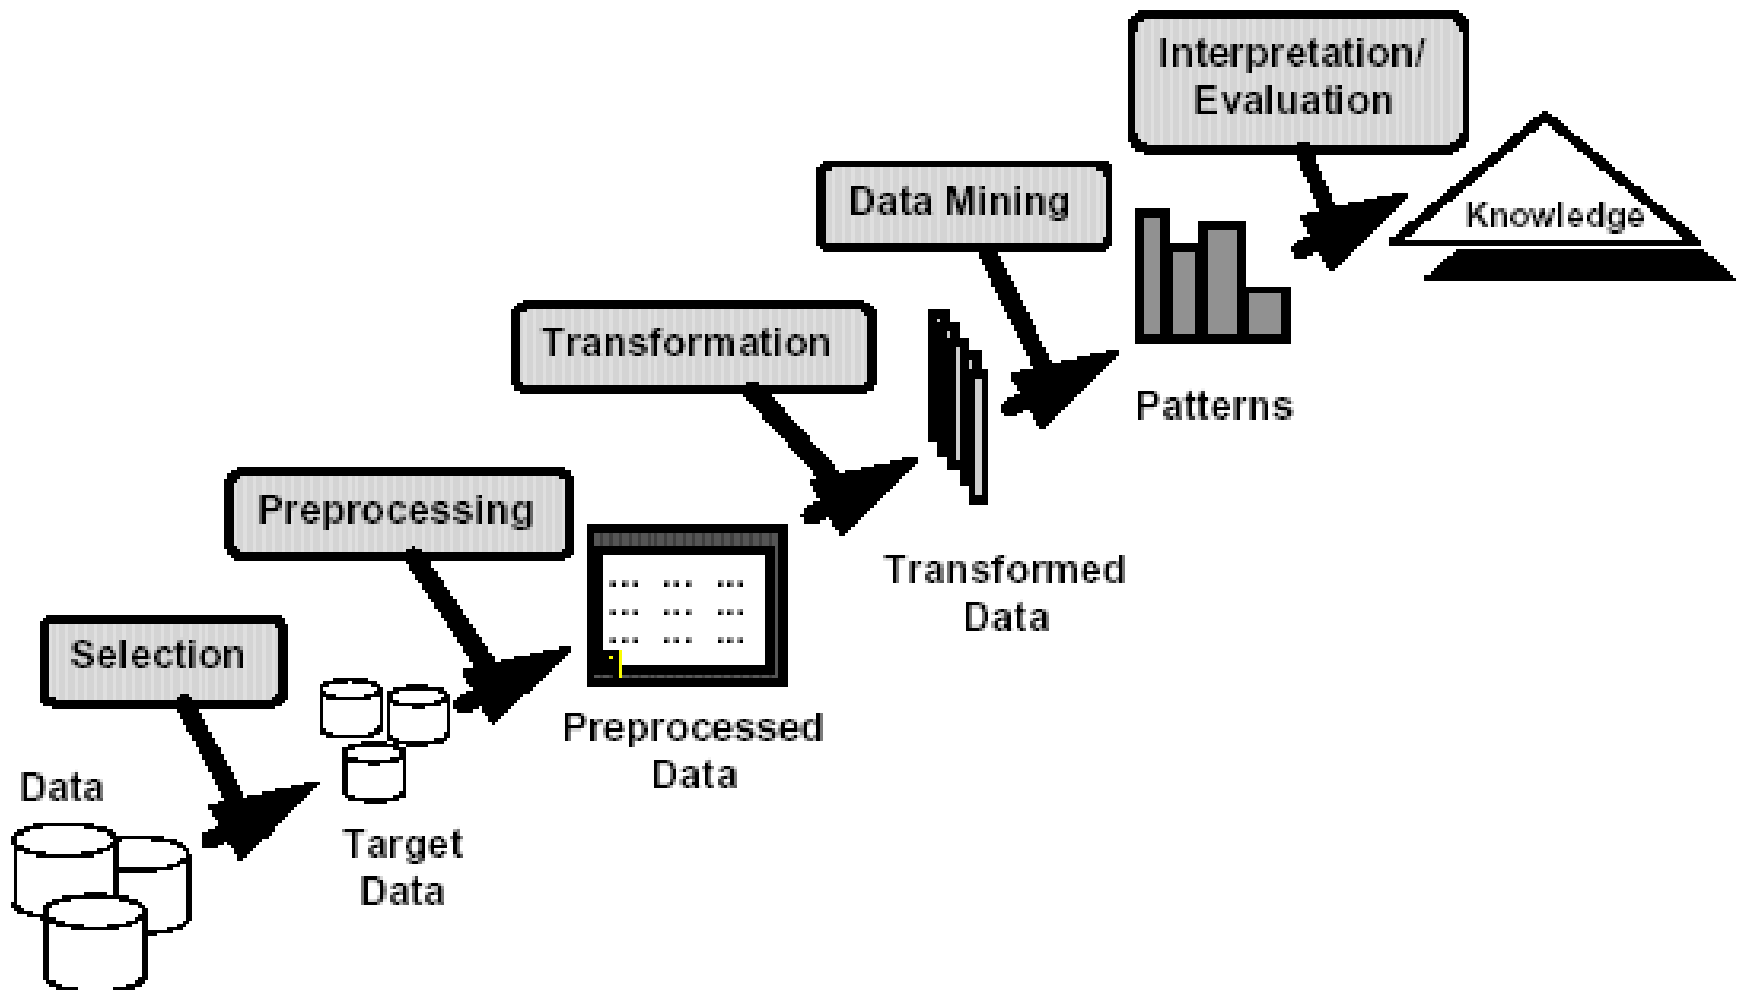 Interpretation/
Evaluation
Knowledge
Data Mining
Patterns
Transformation
Transformed
Data
Preprocessing
Preprocessed
Data
Selection
Data
Target
Data